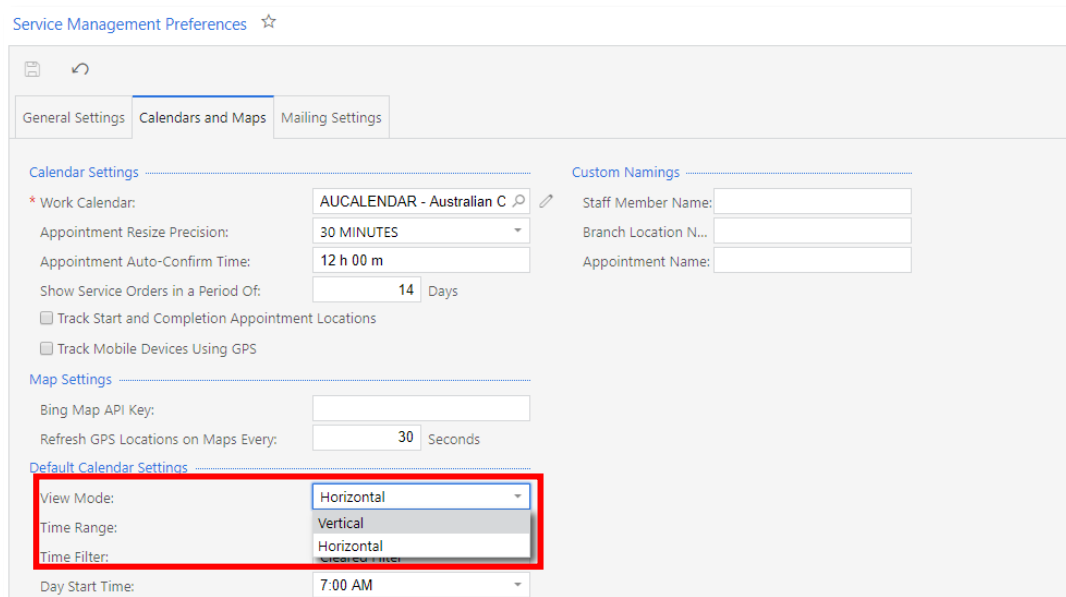 Service Management Preferences
General Settings Calendars and Maps Mailing Settings
Calendar Settings
* Work Calendar: AUCALENDAR - Australian C
Appointment Resize Precision: 30 MINUTES
Appointment Auto-Confirm Time: 12 h 00 m
Show Service Orders in a Period Of: 14 Days
Track Start and Completion Appointment Locations
Track Mobile Devices Using GPS
Map Settings
Bing Map API Key:
Refresh GPS Locations on Maps Every: 30 Seconds
Default Calendar Settings
View Mode: Horizontal
Vertical
Horizontal
Time Range:
Time Filter: Cleared Filter
Day Start Time: 7:00 AM
Custom Namings
Staff Member Name:
Branch Location N...
Appointment Name: